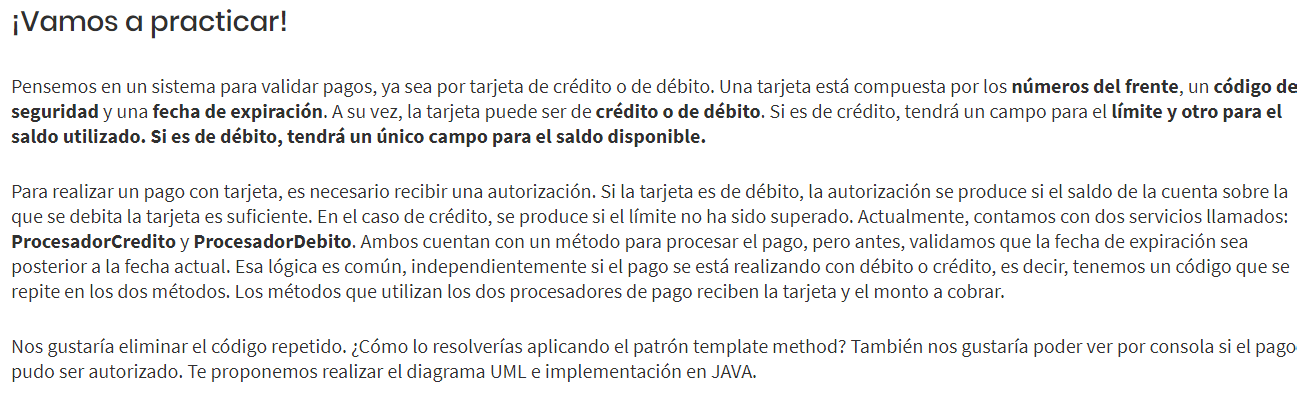 ¡Vamos a practicar!
Pensemos en un sistema para validar pagos, ya sea por tarjeta de crédito o de débito. Una tarjeta está compuesta por los números del frente, un código de
seguridad y una fecha de expiración. A su vez, la tarjeta puede ser de crédito o de débito. Si es de crédito, tendrá un campo para el límite y otro para el
saldo utilizado. Si es de débito, tendrá un único campo para el saldo disponible.
Para realizar un pago con tarjeta, es necesario recibir una autorización. Si la tarjeta es de débito, la autorización se produce si el saldo de la cuenta sobre la
que se debita la tarjeta es suficiente. En el caso de crédito, se produce si el límite no ha sido superado. Actualmente, contamos con dos servicios llamados:
ProcesadorCredito y ProcesadorDebito. Ambos cuentan con un método para procesar el pago, pero antes, validamos que la fecha de expiración sea
posterior a la fecha actual. Esa lógica es común, independientemente si el pago se está realizando con débito o crédito, es decir, tenemos un código que se
repite en los dos métodos. Los métodos que utilizan los dos procesadores de pago reciben la tarjeta y el monto a cobrar.
Nos gustaría eliminar el código repetido. ¿Cómo lo resolverías aplicando el patrón template method? También nos gustaría poder ver por consola si el pago
pudo ser autorizado. Te proponemos realizar el diagrama UML e implementación en JAVA.